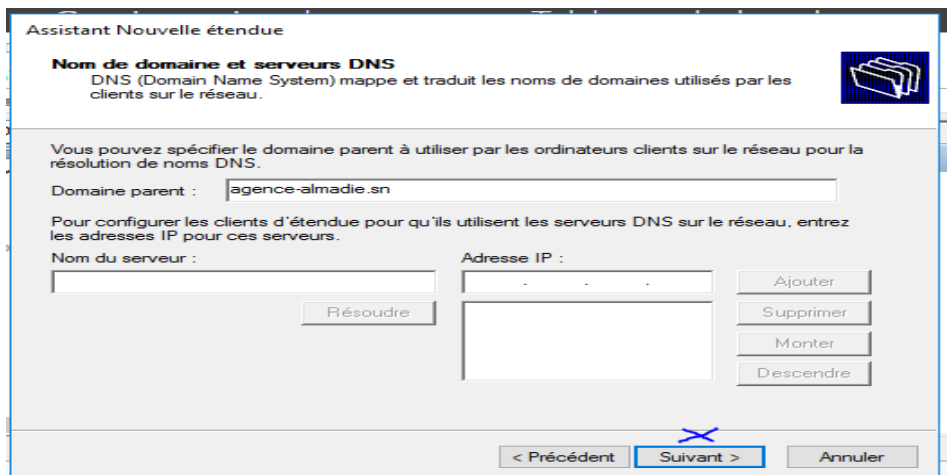 Assistant Nouvelle étendue
Nom de domaine et serveurs DNS
DNS (Domain Name System) mappe et traduit les noms de domaines utilisés par les
clients sur le réseau.
Vous pouvez spécifier le domaine parent à utiliser par les ordinateurs clients sur le réseau pour la
résolution de noms DNS.
Domaine parent : agence-almadie.sn
Pour configurer les clients d'étendue pour qu'ils utilisent les serveurs DNS sur le réseau, entrez
les adresses IP pour ces serveurs.
Nom du serveur : Adresse IP :
Ajouter
Résoudre Supprimer
Monter
Descendre
< Précédent Suivant > Annuler